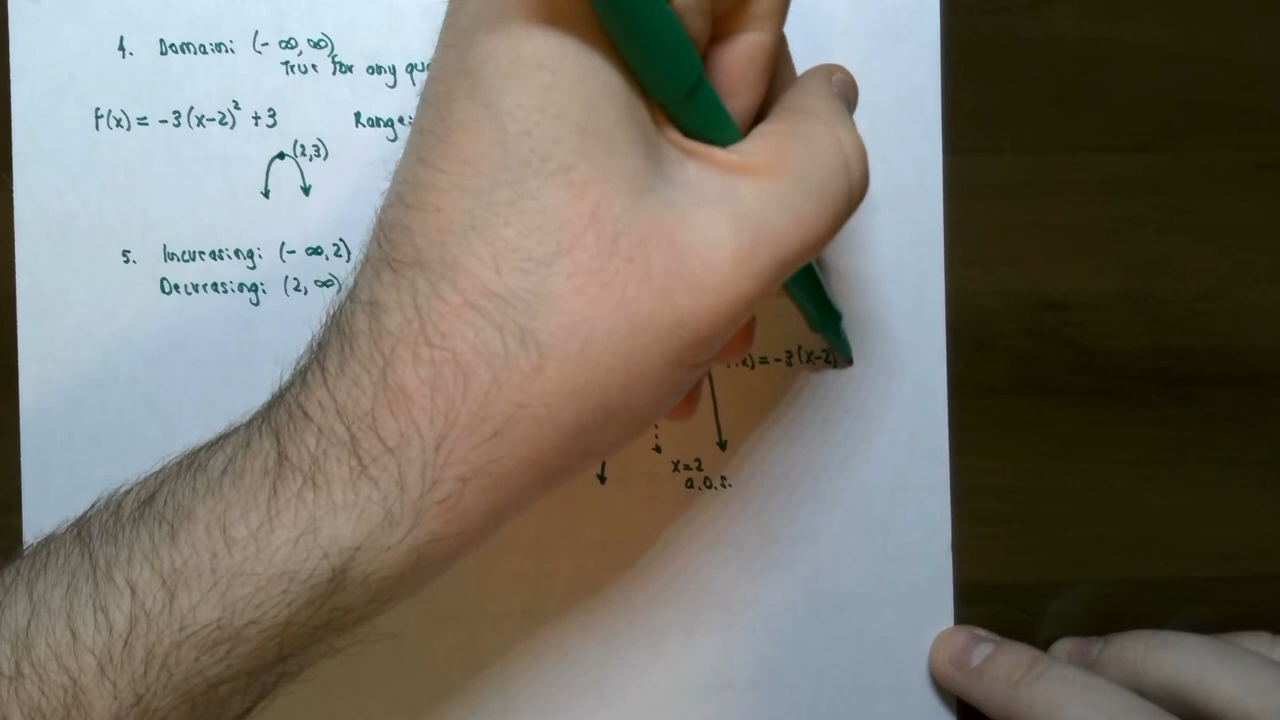 4. Domain: (-∞,∞)
True for any
f(x) = -3(x-2)² +3
Range:
(2,3)
5. Increasing: (-∞,2)
Decreasing: (2,∞)
= -3(x-2)
x=2
a.o.s.